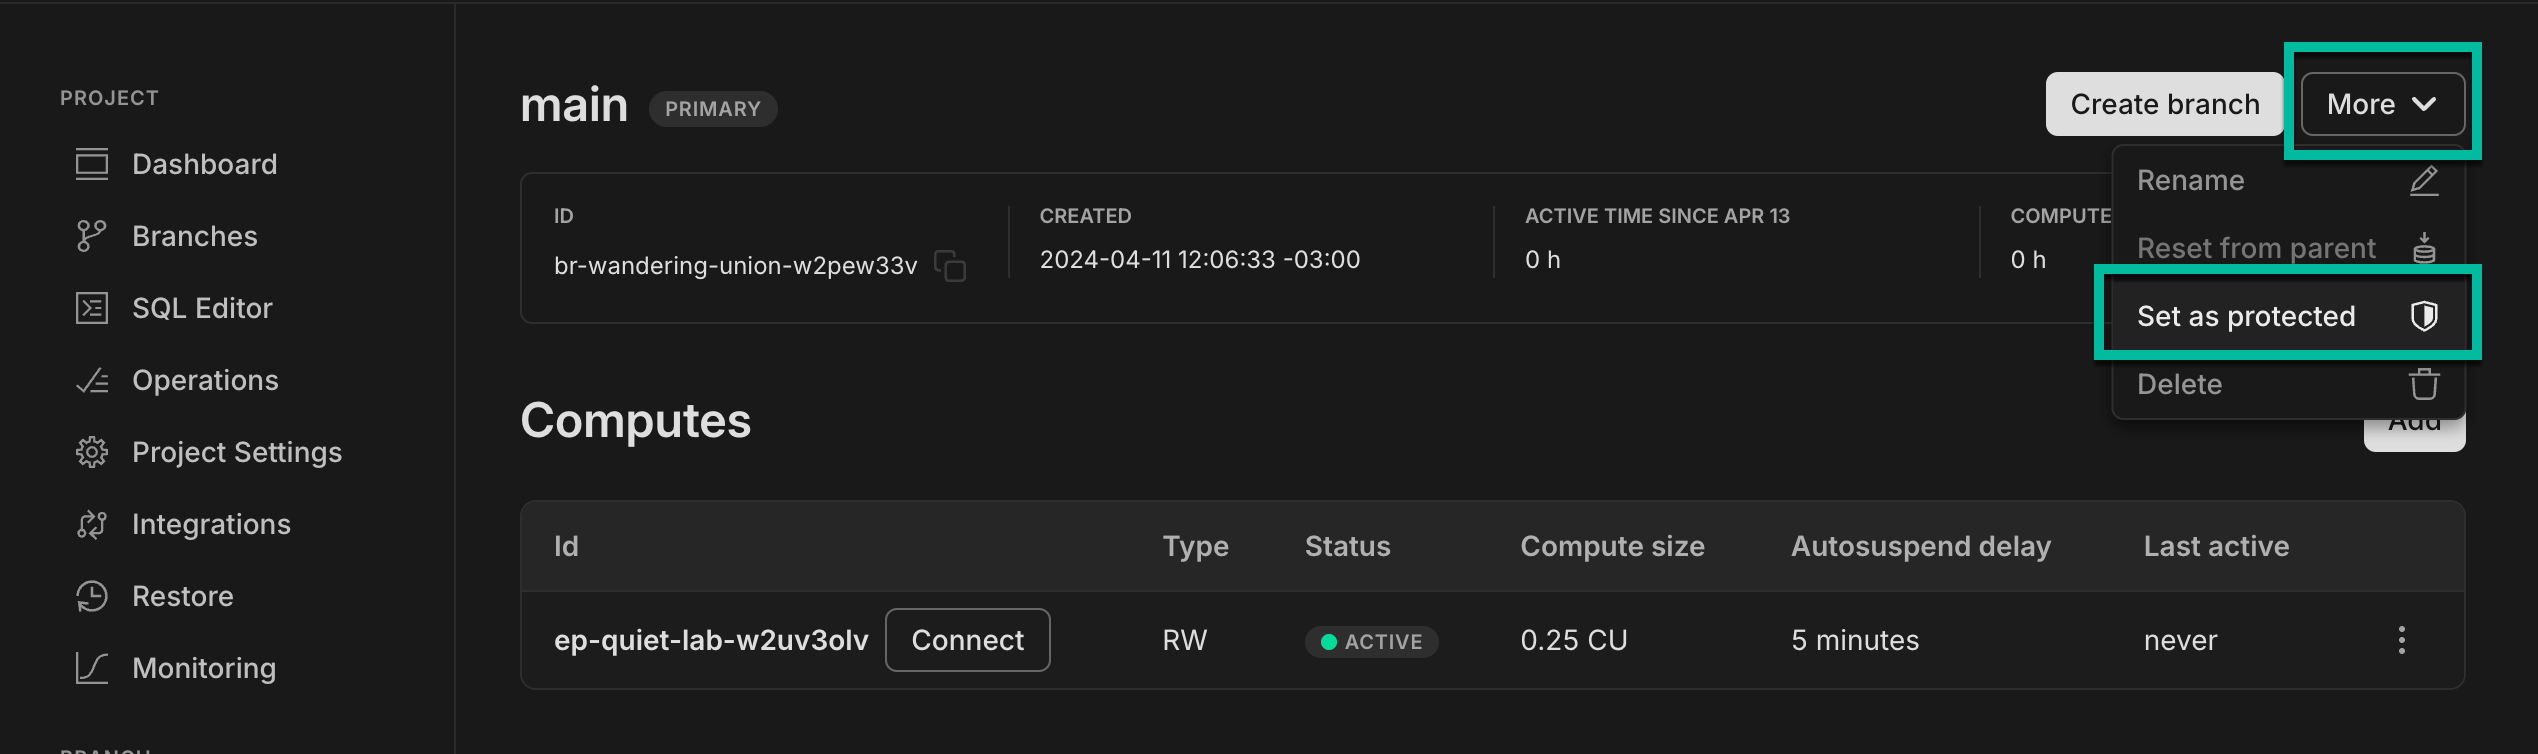 PROJECT
Dashboard
Branches
SQL Editor
Operations
Project Settings
Integrations
Restore
Monitoring
BRANCH
main PRIMARY
Create branch
More
Rename
Reset from parent
Set as protected
Delete
ID
br-wandering-union-w2pew33v
CREATED
2024-04-11 12:06:33 -03:00
ACTIVE TIME SINCE APR 13
0 h
COMPUTE
0 h
Computes
Add
Id Type Status Compute size Autosuspend delay Last active
ep-quiet-lab-w2uv3olv Connect RW ACTIVE 0.25 CU 5 minutes never